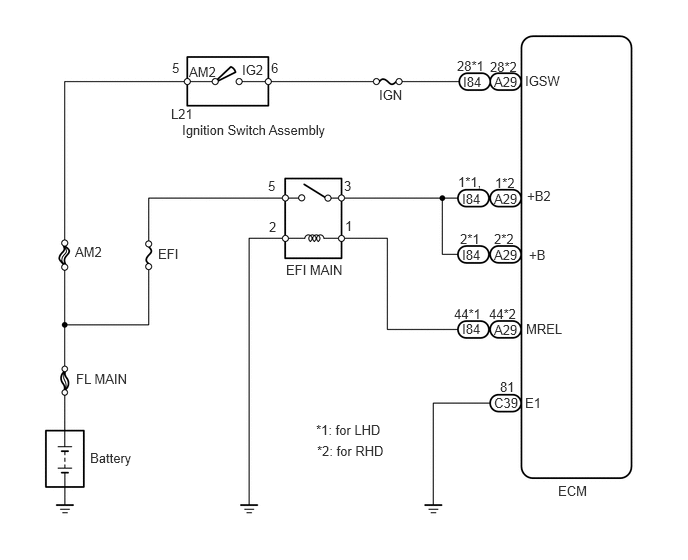 28*1 28*2
5 AM2 IG2 6
I84 A29 IGSW
IGN
L21
Ignition Switch Assembly
1*1, 1*2
5 3
I84 A29 +B2
2 1
2*1 2*2
AM2 EFI
I84 A29 +B
EFI MAIN
44*1 44*2
I84 A29 MREL
FL MAIN
81
C39 E1
*1: for LHD
*2: for RHD
Battery
ECM